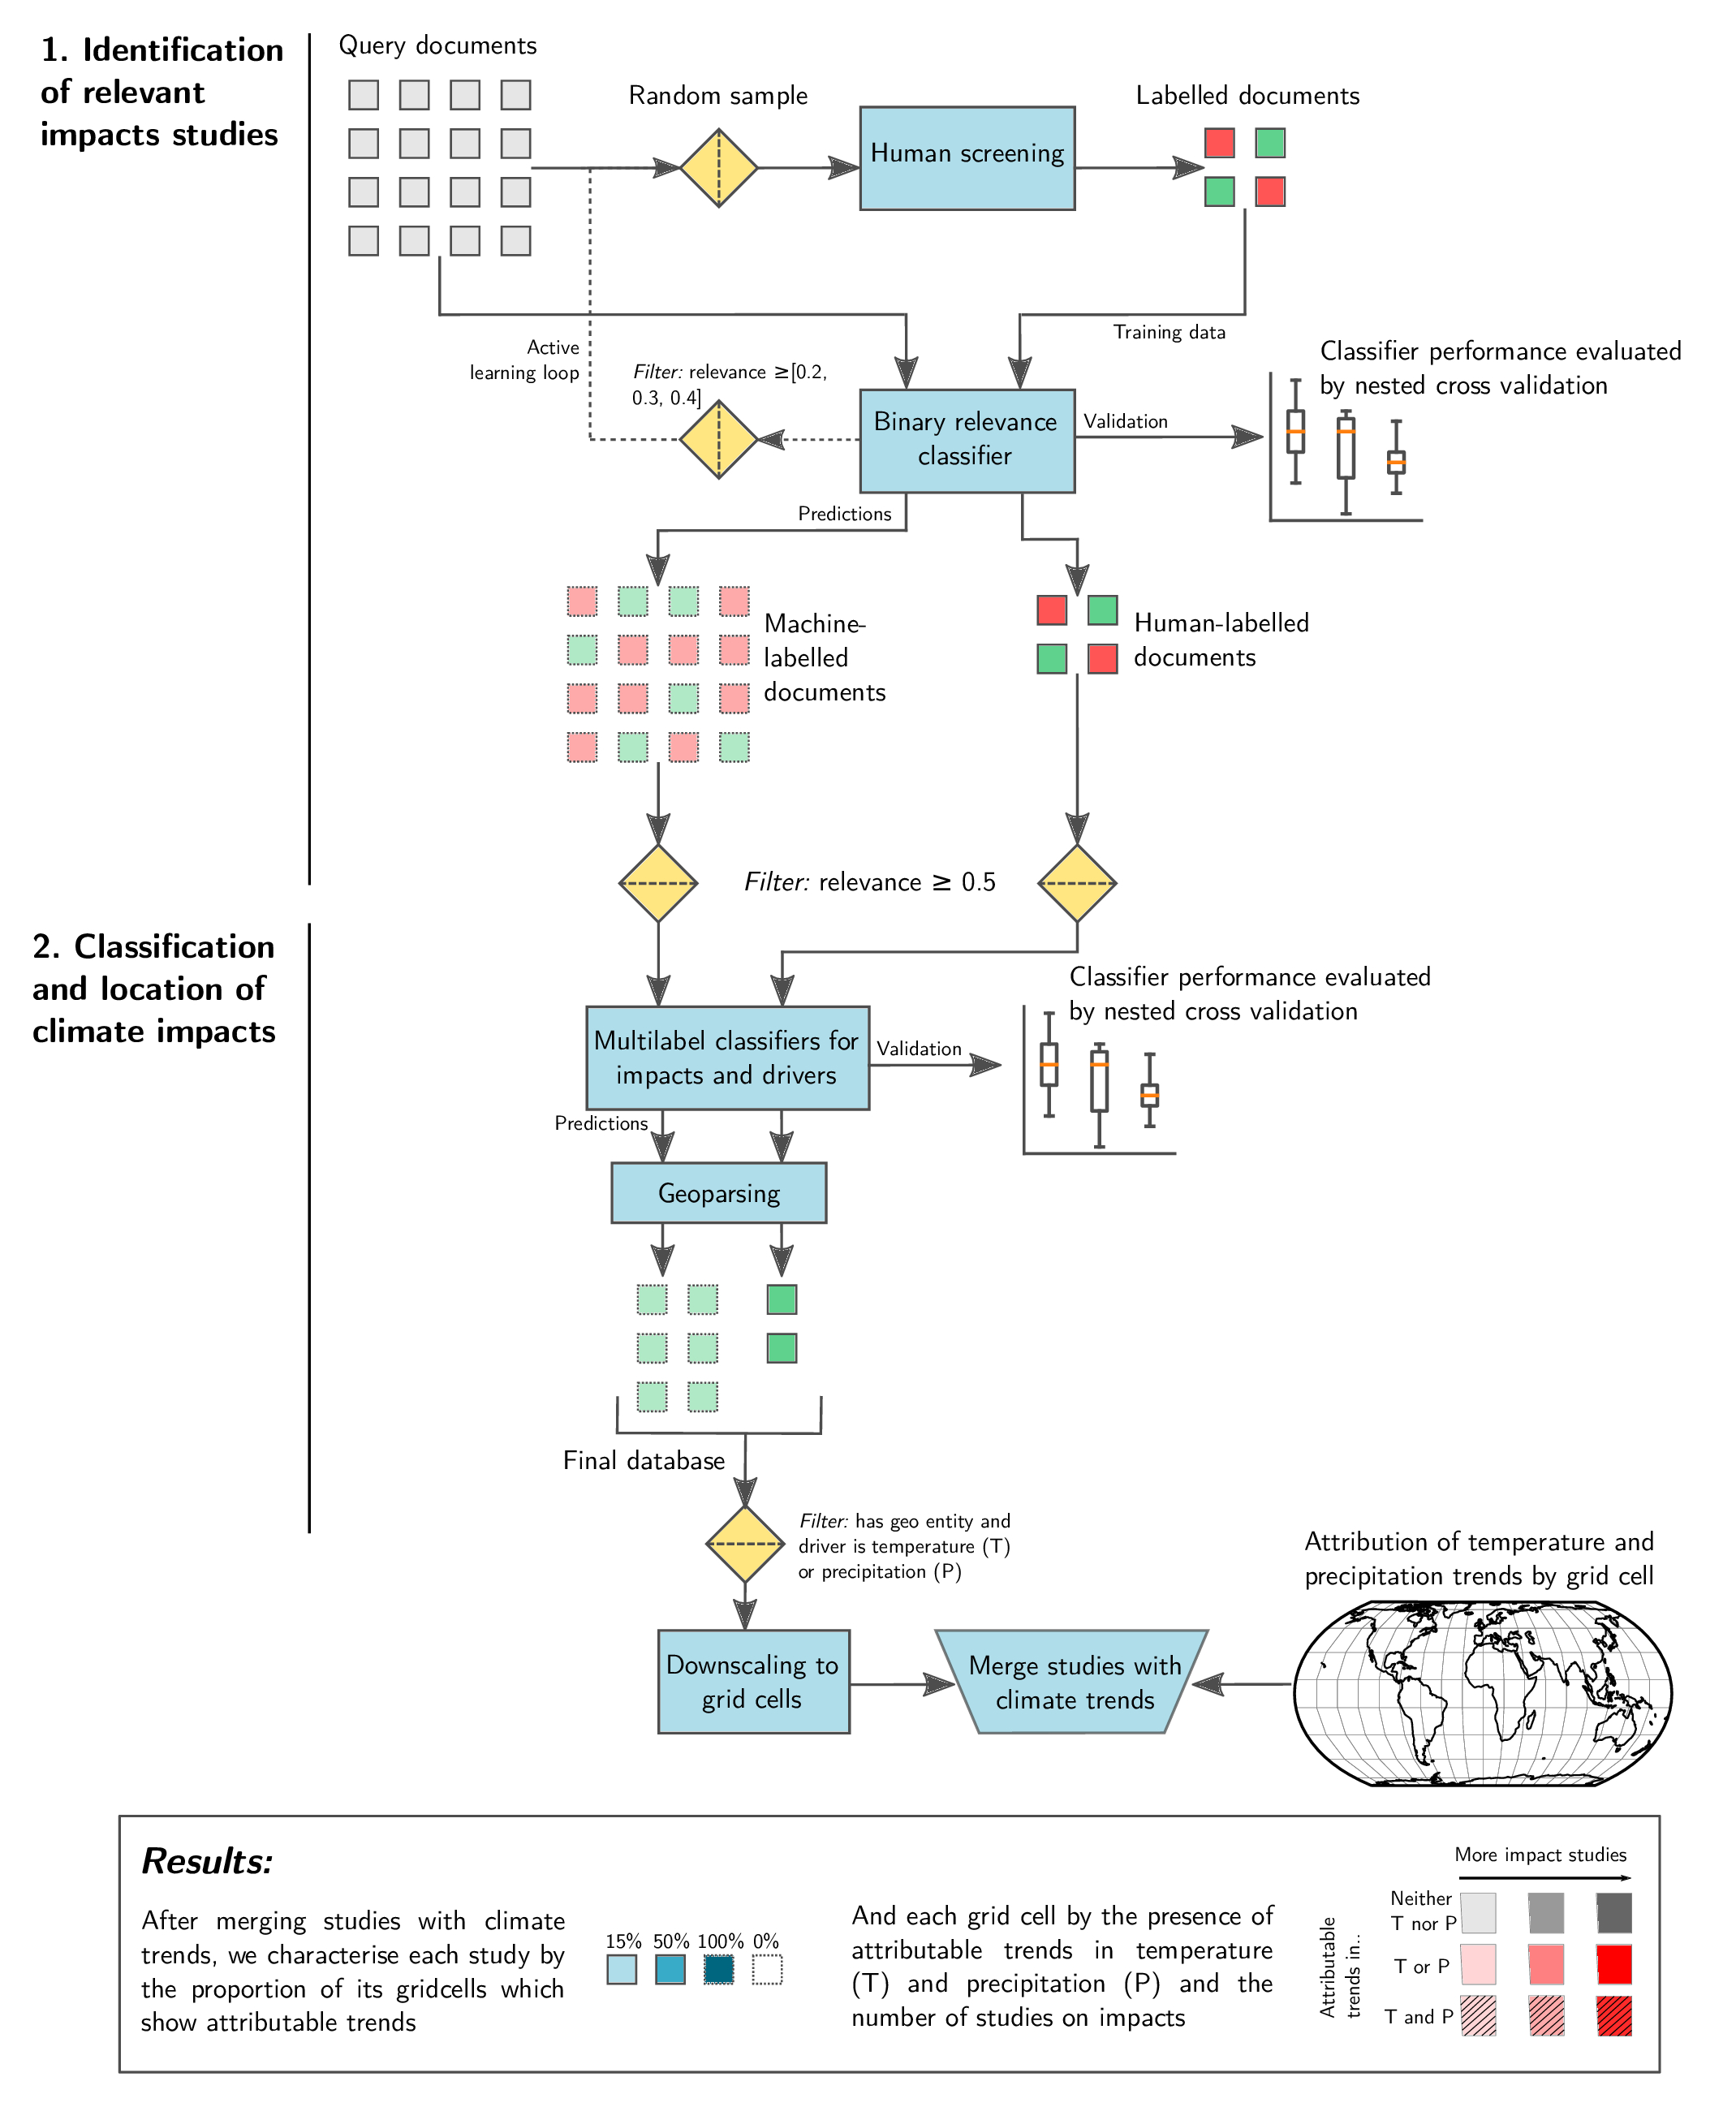 1. Identification
of relevant
impacts studies
Query documents
Random sample
Human screening
Labelled documents
Active
learning loop
Filter: relevance ≥[0.2,
0.3, 0.4]
Training data
Binary relevance
classifier
Validation
Classifier performance evaluated
by nested cross validation
Predictions
Machine-
labelled
documents
Human-labelled
documents
Filter: relevance ≥ 0.5
2. Classification
and location of
climate impacts
Multilabel classifiers for
impacts and drivers
Validation
Classifier performance evaluated
by nested cross validation
Predictions
Geoparsing
Final database
Filter: has geo entity and
driver is temperature (T)
or precipitation (P)
Downscaling to
grid cells
Merge studies with
climate trends
Attribution of temperature and
precipitation trends by grid cell
Results:
After merging studies with climate
trends, we characterise each study by
the proportion of its gridcells which
show attributable trends
15% 50% 100% 0%
And each grid cell by the presence of
attributable trends in temperature
(T) and precipitation (P) and the
number of studies on impacts
More impact studies
Attributable
trends in..
Neither
T nor P
T or P
T and P